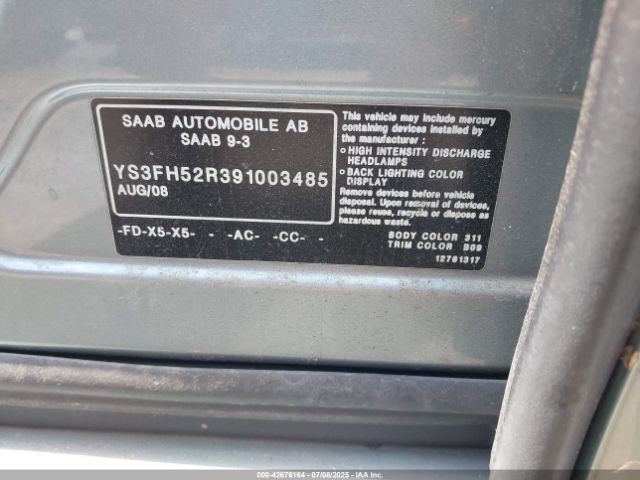 SAAB AUTOMOBILE AB
SAAB 9-3
YS3FH52R391003485
AUG/08
-FD-X5-X5- - -AC- -CC- - -
This vehicle may include mercury
containing devices installed by
the manufacturer :
o HIGH INTENSITY DISCHARGE
HEADLAMPS
o BACK LIGHTING COLOR
DISPLAY
Remove devices before vehicle
disposal. Upon removal of devices,
please reuse, recycle or dispose as
hazardous waste.
BODY COLOR 311
TRIM COLOR B09
12761317
000-42676164 - 07/08/2025 - IAA Inc.